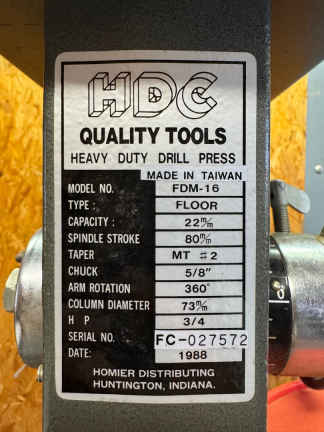 HDC
QUALITY TOOLS
HEAVY DUTY DRILL PRESS
MADE IN TAIWAN
MODEL NO. FDM-16
TYPE : FLOOR
CAPACITY : 22m/m
SPINDLE STROKE 80m/m
TAPER MT #2
CHUCK 5/8"
ARM ROTATION 360°
COLUMN DIAMETER 73m/m
H P 3/4
SERIAL NO. FC-027572
DATE: 1988
HOMIER DISTRIBUTING
HUNTINGTON, INDIANA.
0